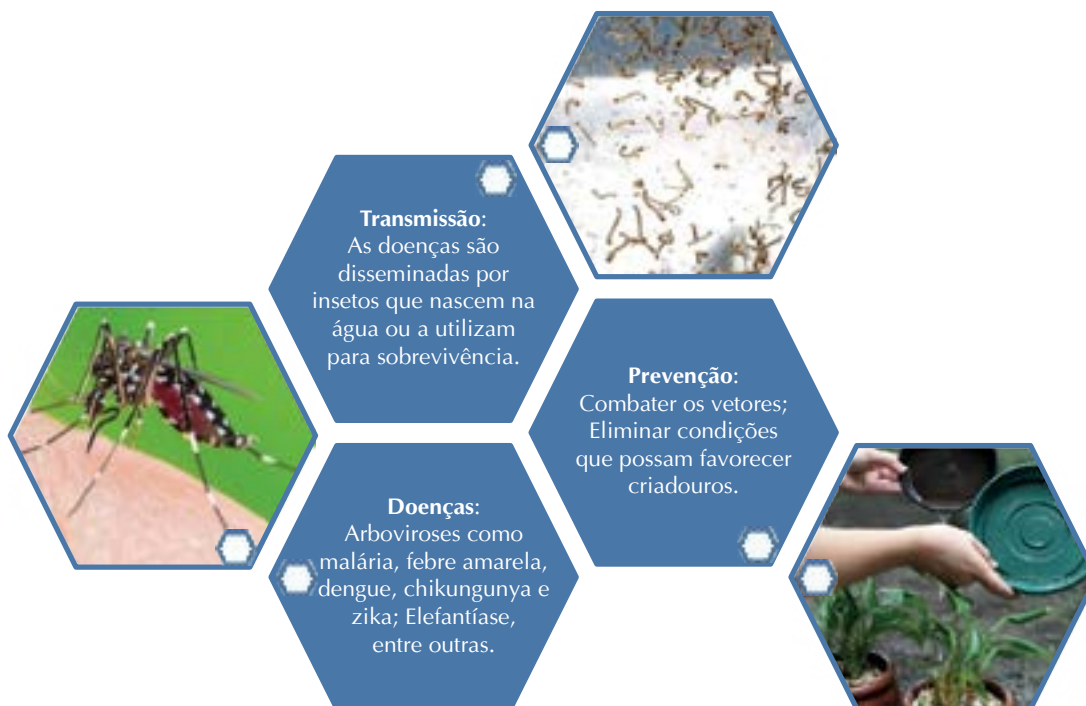 Transmissão:
As doenças são
disseminadas por
insetos que nascem na
água ou a utilizam
para sobrevivência.
Prevenção:
Combater os vetores;
Eliminar condições
que possam favorecer
criadouros.
Doenças:
Arboviroses como
malária, febre amarela,
dengue, chikungunya e
zika; Elefantíase,
entre outras.